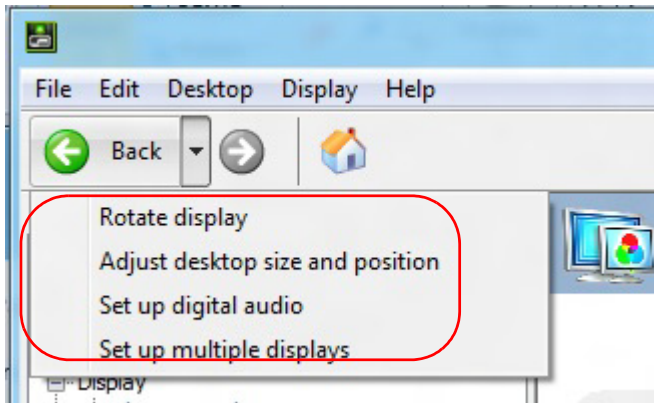 File Edit Desktop Display Help
Back
Rotate display
Adjust desktop size and position
Set up digital audio
Set up multiple displays
Display